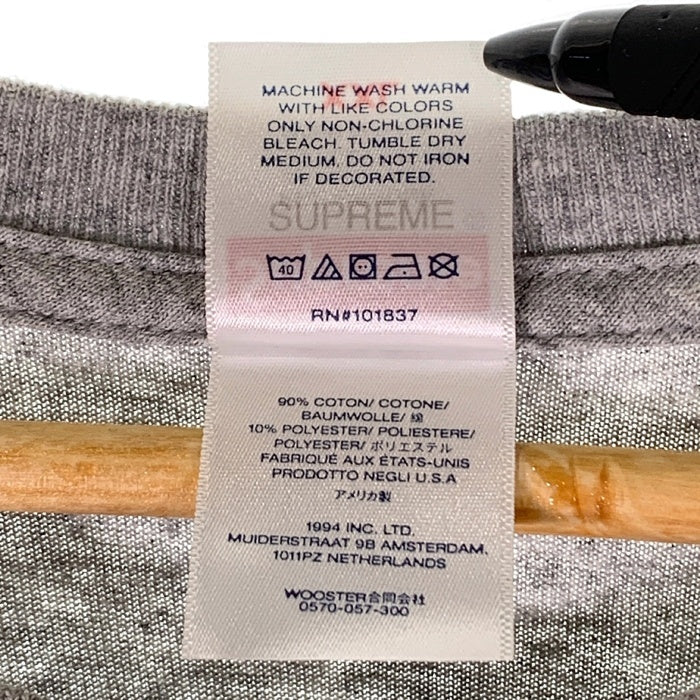 MACHINE WASH WARM
WITH LIKE COLORS
ONLY NON-CHLORINE
BLEACH. TUMBLE DRY
MEDIUM. DO NOT IRON
IF DECORATED.
SUPREME
40
RN#101837
90% COTON/ COTONE/
BAUMWOLLE/ 綿
10% POLYESTER/ POLIESTERE/
POLYESTER/ ポリエステル
FABRIQUÉ AUX ÉTATS-UNIS
PRODOTTO NEGLI U.S.A
アメリカ製
1994 INC. LTD.
MUIDERSTRAAT 9B AMSTERDAM,
1011PZ NETHERLANDS
WOOSTER合同会社
0570-057-300